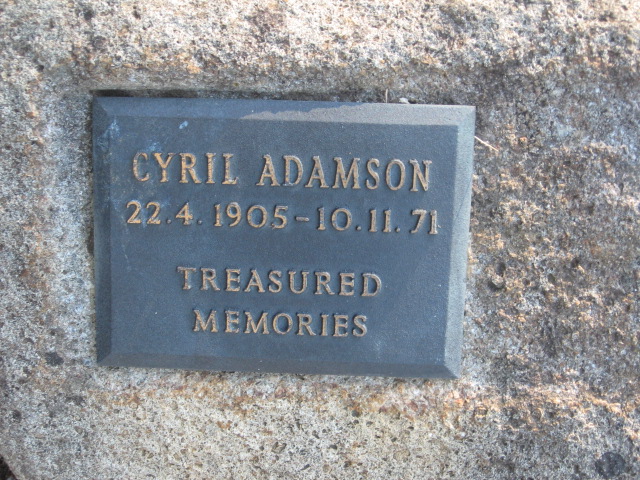 CYRIL ADAMSON
22.4.1905-10.11.71
TREASURED
MEMORIES